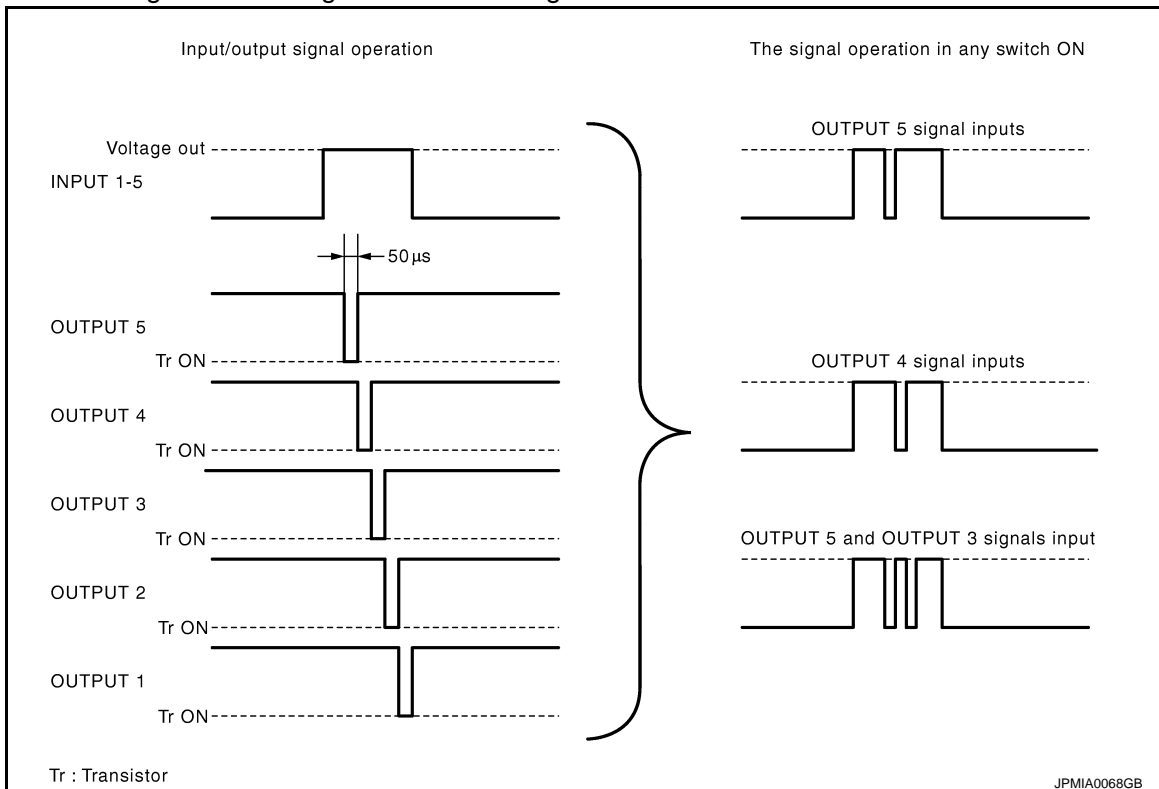 Input/output signal operation
The signal operation in any switch ON
Voltage out
INPUT 1-5
50 µs
OUTPUT 5
Tr ON
OUTPUT 4
Tr ON
OUTPUT 3
Tr ON
OUTPUT 2
Tr ON
OUTPUT 1
Tr ON
OUTPUT 5 signal inputs
OUTPUT 4 signal inputs
OUTPUT 5 and OUTPUT 3 signals input
Tr : Transistor
JPMIA0068GB